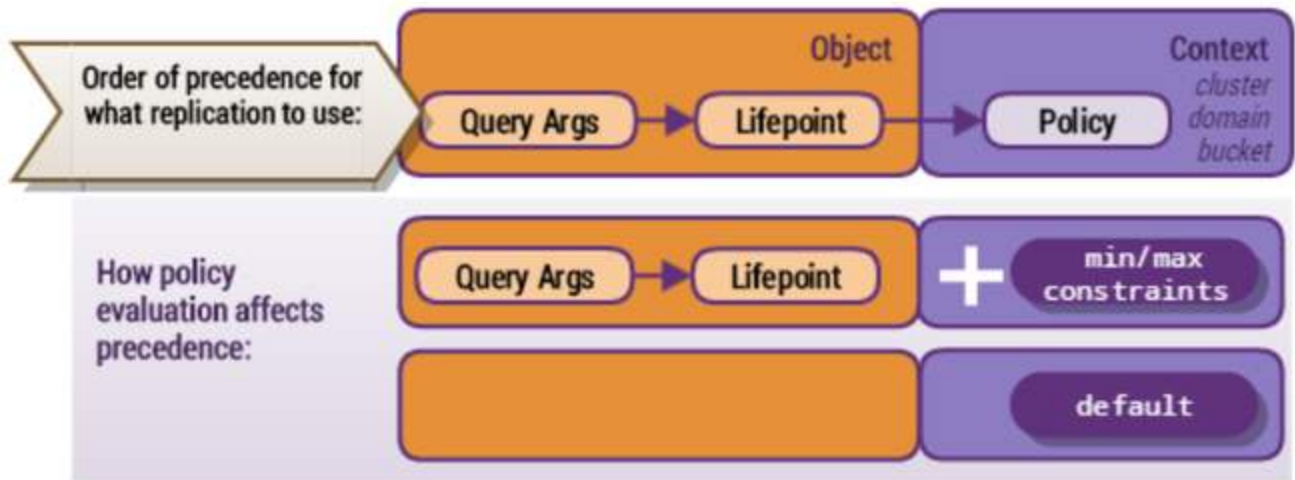 Order of precedence for
what replication to use:
Object
Query Args
Lifepoint
Context
cluster
domain
bucket
Policy
How policy
evaluation affects
precedence:
Query Args
Lifepoint
+
min/max
constraints
default